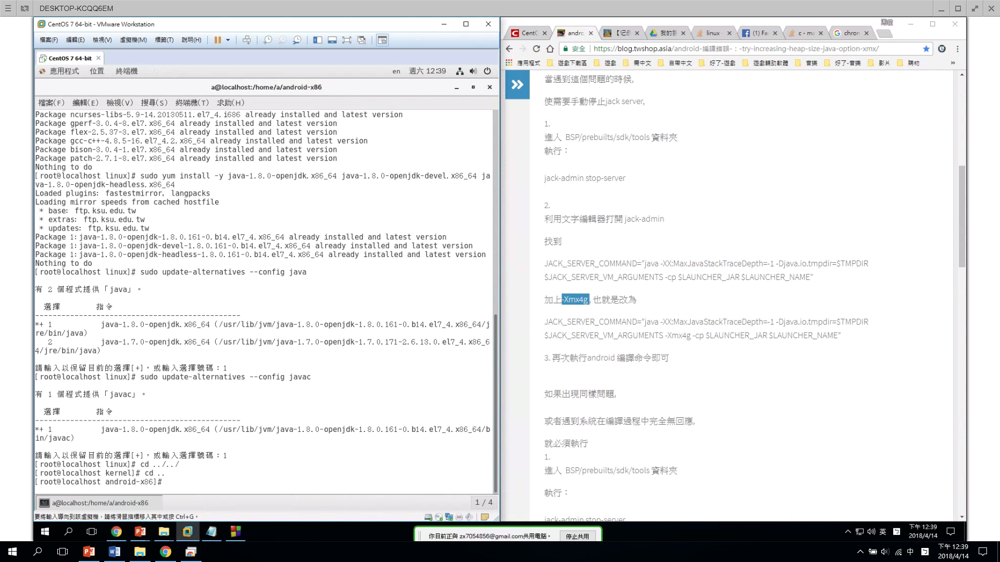 DESKTOP-KCQQ6EM
CentOS 7 64-bit - VMware Workstation
檔案(F) 編輯(E) 檢視(V) 虛擬機(M) 標籤(T) 說明(H)
CentOS 7 64-bit
應用程式 位置 終端機 en 週六 12:39
a@localhost:/home/a/android-x86
檔案(F) 編輯(E) 檢視(V) 搜尋(S) 終端機(T) 求助(H)
Package ncurses-libs-5.9-14.20130511.el7_4.i686 already installed and latest version
Package gperf-3.0.4-8.el7.x86_64 already installed and latest version
Package flex-2.5.37-3.el7.x86_64 already installed and latest version
Package gcc-c++-4.8.5-16.el7_4.2.x86_64 already installed and latest version
Package bison-3.0.4-1.el7.x86_64 already installed and latest version
Package patch-2.7.1-8.el7.x86_64 already installed and latest version
Nothing to do
[root@localhost linux]# sudo yum install -y java-1.8.0-openjdk.x86_64 java-1.8.0-openjdk-devel.x86_64 ja
va-1.8.0-openjdk-headless.x86_64
Loaded plugins: fastestmirror, langpacks
Loading mirror speeds from cached hostfile
* base: ftp.ksu.edu.tw
* extras: ftp.ksu.edu.tw
* updates: ftp.ksu.edu.tw
Package 1:java-1.8.0-openjdk-1.8.0.161-0.b14.el7_4.x86_64 already installed and latest version
Package 1:java-1.8.0-openjdk-devel-1.8.0.161-0.b14.el7_4.x86_64 already installed and latest version
Package 1:java-1.8.0-openjdk-headless-1.8.0.161-0.b14.el7_4.x86_64 already installed and latest version
Nothing to do
[root@localhost linux]# sudo update-alternatives --config java
有 2 個程式提供「java」。
選擇 指令
-----------------------------------------------
*+ 1 java-1.8.0-openjdk.x86_64 (/usr/lib/jvm/java-1.8.0-openjdk-1.8.0.161-0.b14.el7_4.x86_64/j
re/bin/java)
2 java-1.7.0-openjdk.x86_64 (/usr/lib/jvm/java-1.7.0-openjdk-1.7.0.171-2.6.13.0.el7_4.x86_6
4/jre/bin/java)
請輸入以保留目前的選擇[+]，或輸入選擇號碼：1
[root@localhost linux]# sudo update-alternatives --config javac
有 1 個程式提供「javac」。
選擇 指令
-----------------------------------------------
*+ 1 java-1.8.0-openjdk.x86_64 (/usr/lib/jvm/java-1.8.0-openjdk-1.8.0.161-0.b14.el7_4.x86_64/b
in/javac)
請輸入以保留目前的選擇[+]，或輸入選擇號碼：1
[root@localhost linux]# cd ../../
[root@localhost kernel]# cd ..
[root@localhost android-x86]#
a@localhost:/home/a/android-x86 1 / 4
要將輸入導向到該虛擬機，請將滑鼠指標移入其中或按 Ctrl+G。
CentC andro 【记录 我的雲 linux - (1) Fa c - ma chrom
安全 https://blog.twshop.asia/android-編譯錯誤-：-try-increasing-heap-size-java-option-xmx/
應用程式 遊戲下載區 遊戲 需中文 自帶中文 好了-遊戲 遊戲輔助軟體 音樂 好了-音樂 影片 購物 »
當遇到這個問題的時候,
使需要手動停止jack server,
1.
進入 BSP/prebuilts/sdk/tools 資料夾
執行：
jack-admin stop-server
2.
利用文字編輯器打開 jack-admin
找到
JACK_SERVER_COMMAND=”java -XX:MaxJavaStackTraceDepth=-1 -Djava.io.tmpdir=$TMPDIR
$JACK_SERVER_VM_ARGUMENTS -cp $LAUNCHER_JAR $LAUNCHER_NAME”
加上-Xmx4g , 也就是改為
JACK_SERVER_COMMAND=”java -XX:MaxJavaStackTraceDepth=-1 -Djava.io.tmpdir=$TMPDIR
$JACK_SERVER_VM_ARGUMENTS -Xmx4g -cp $LAUNCHER_JAR $LAUNCHER_NAME”
3. 再次執行android 編譯命令即可
如果出現同樣問題,
或者遇到系統在編譯過程中完全無回應,
就必須執行
1.
進入 BSP/prebuilts/sdk/tools 資料夾
執行：
jack-admin stop-server
你目前正與 zx7054856@gmail.com共用電腦。 停止共用
英 下午 12:39
2018/4/14
中 下午 12:39
2018/4/14